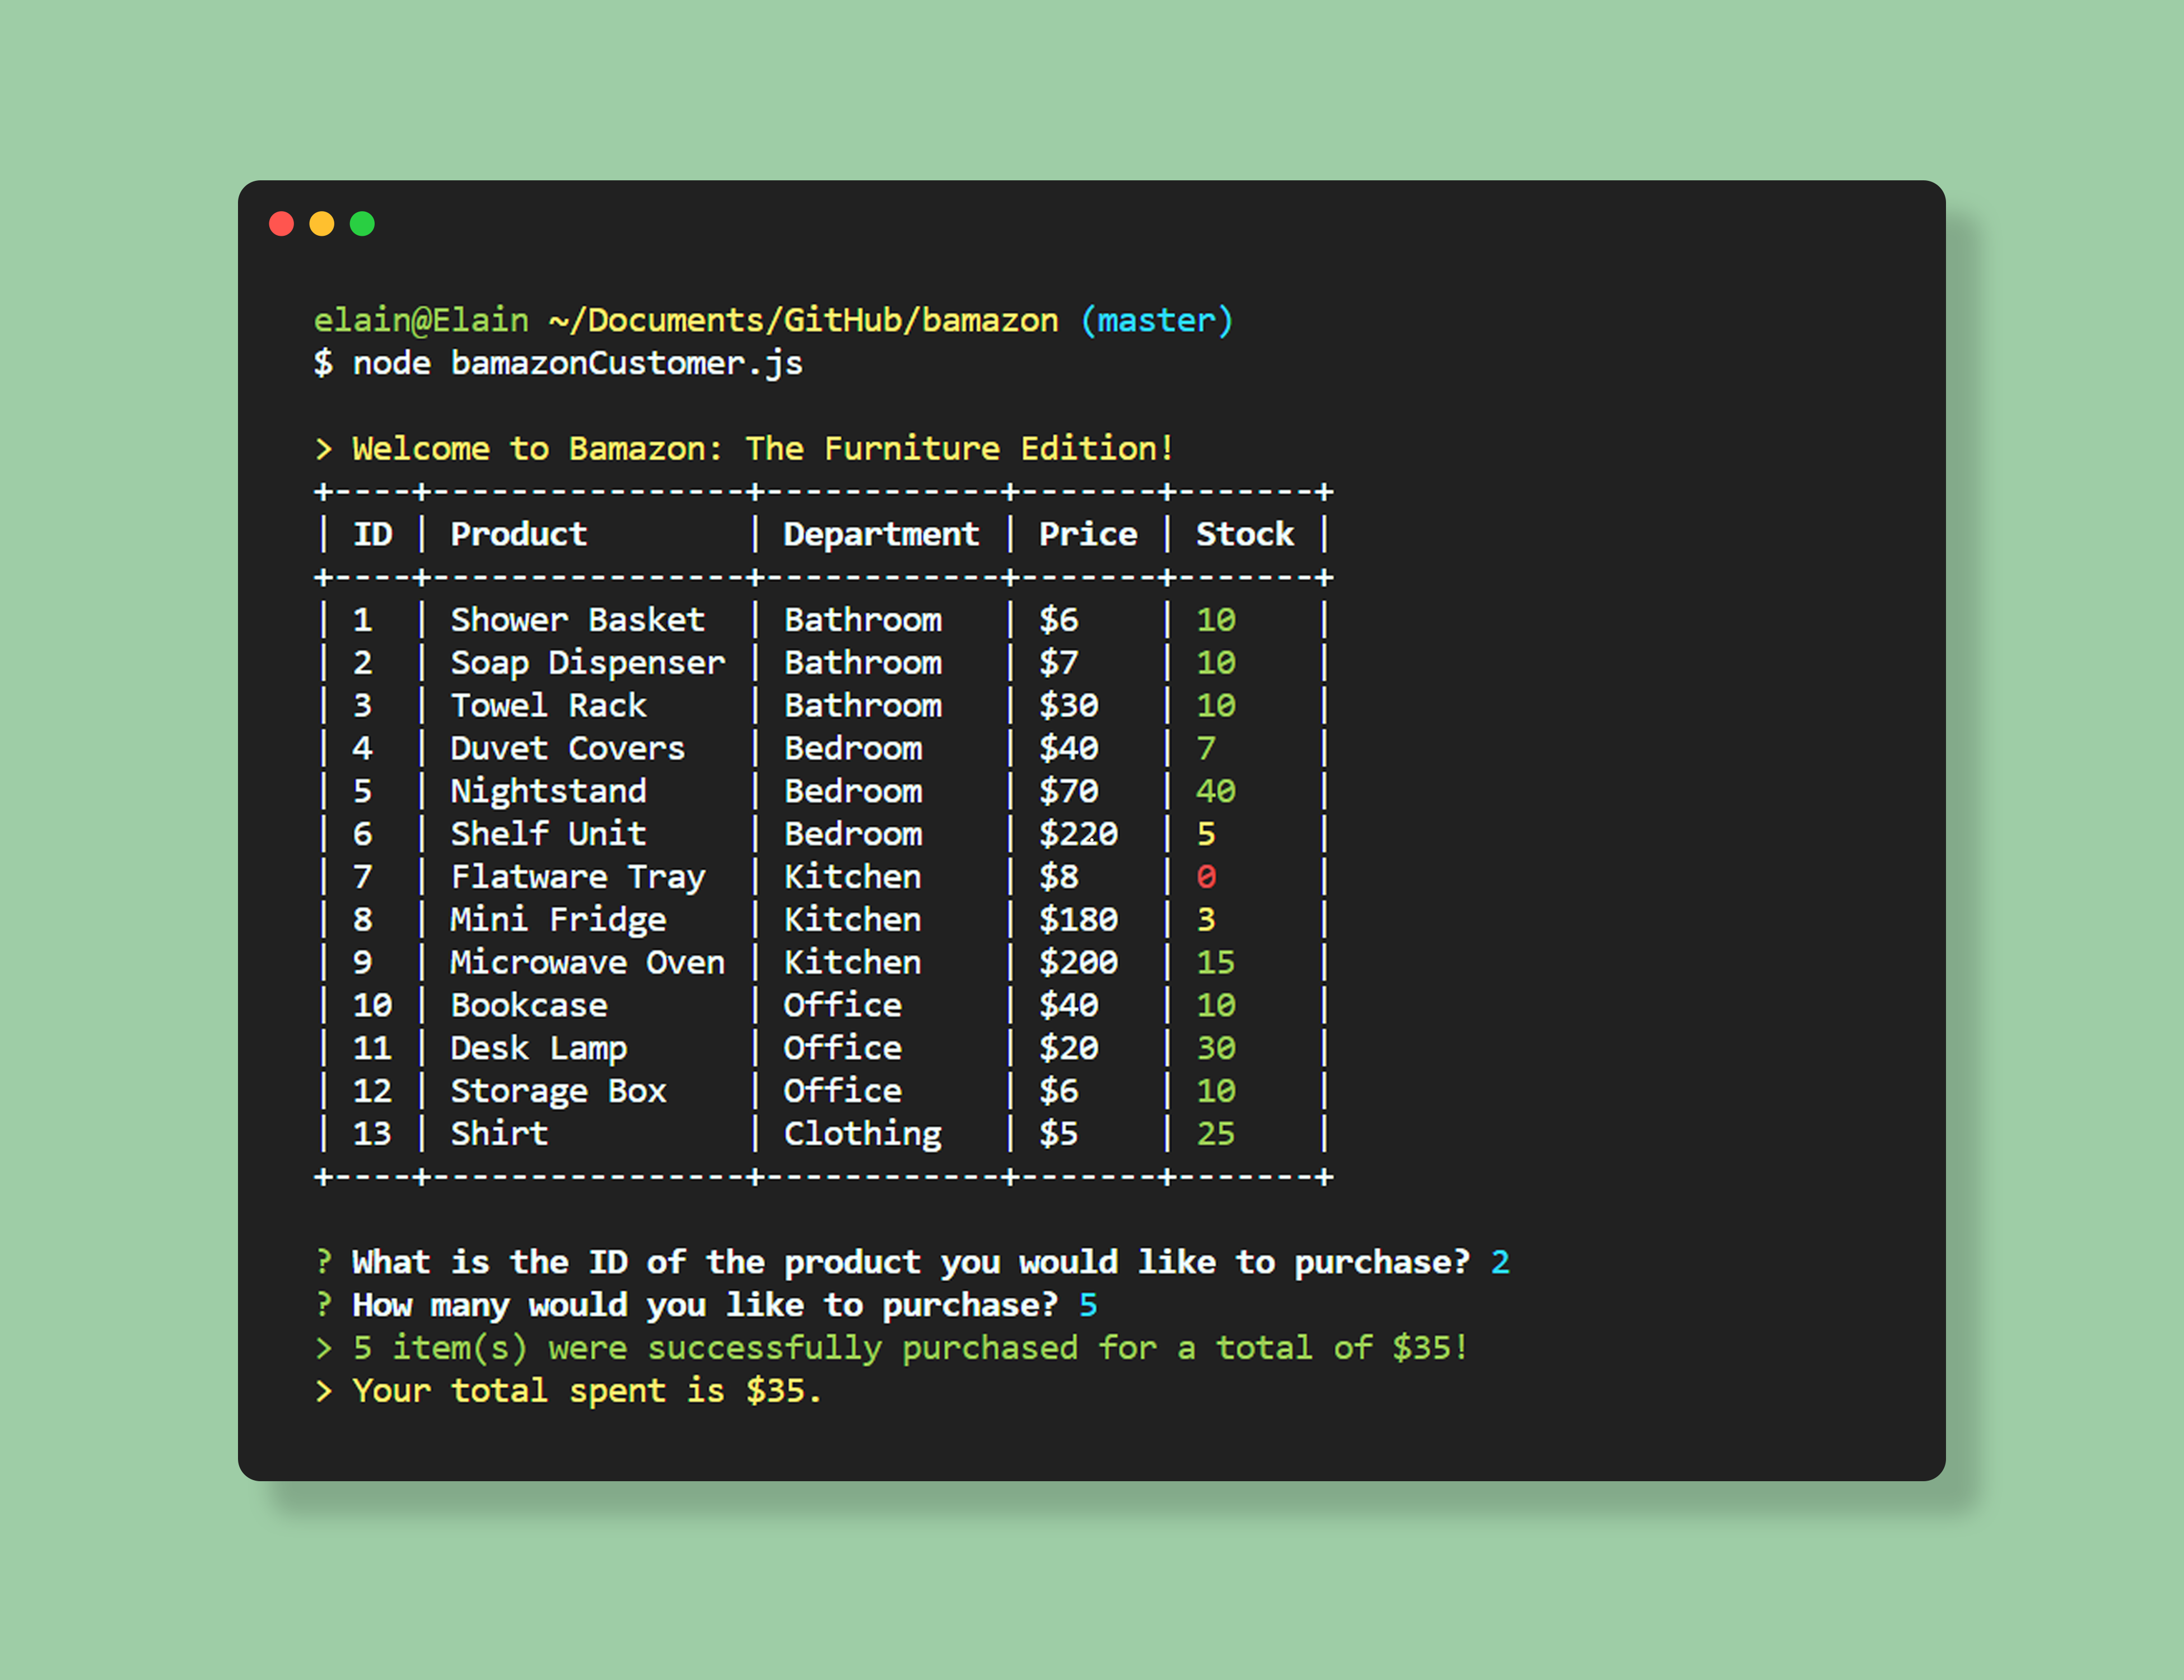 elain@Elain ~/Documents/GitHub/bamazon (master)
$ node bamazonCustomer.js
> Welcome to Bamazon: The Furniture Edition!
+----+----------------+------------+-------+-------+
| ID | Product        | Department | Price | Stock |
+----+----------------+------------+-------+-------+
| 1  | Shower Basket  | Bathroom   | $6    | 10    |
| 2  | Soap Dispenser | Bathroom   | $7    | 10    |
| 3  | Towel Rack     | Bathroom   | $30   | 10    |
| 4  | Duvet Covers   | Bedroom    | $40   | 7     |
| 5  | Nightstand     | Bedroom    | $70   | 40    |
| 6  | Shelf Unit     | Bedroom    | $220  | 5     |
| 7  | Flatware Tray  | Kitchen    | $8    | 0     |
| 8  | Mini Fridge    | Kitchen    | $180  | 3     |
| 9  | Microwave Oven | Kitchen    | $200  | 15    |
| 10 | Bookcase       | Office     | $40   | 10    |
| 11 | Desk Lamp      | Office     | $20   | 30    |
| 12 | Storage Box    | Office     | $6    | 10    |
| 13 | Shirt          | Clothing   | $5    | 25    |
+----+----------------+------------+-------+-------+
? What is the ID of the product you would like to purchase? 2
? How many would you like to purchase? 5
> 5 item(s) were successfully purchased for a total of $35!
> Your total spent is $35.